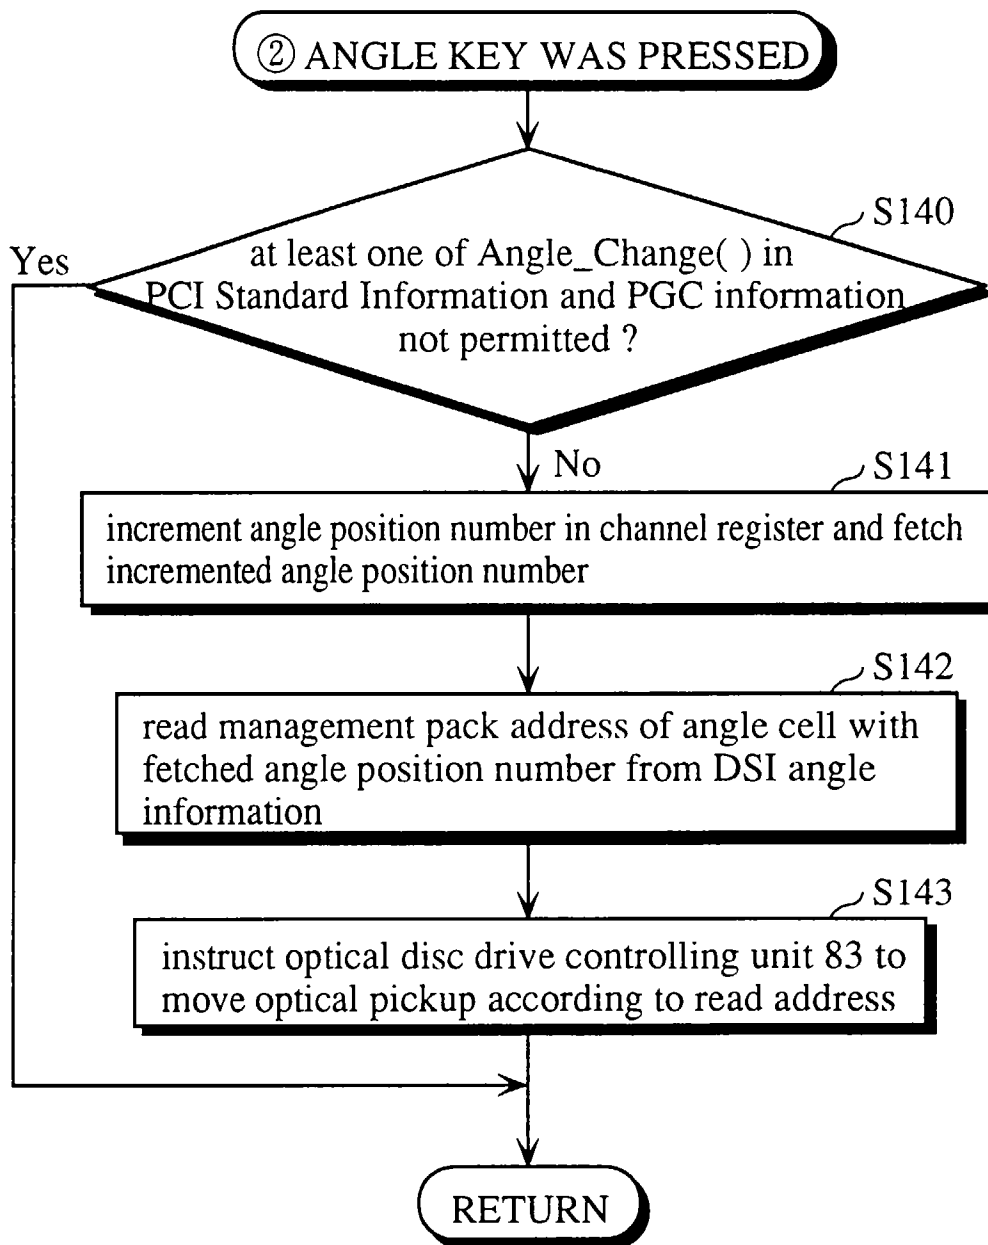 ② ANGLE KEY WAS PRESSED
S140
Yes
at least one of Angle_Change( ) in
PCI Standard Information and PGC information
not permitted ?
No
S141
increment angle position number in channel register and fetch
incremented angle position number
S142
read management pack address of angle cell with
fetched angle position number from DSI angle
information
S143
instruct optical disc drive controlling unit 83 to
move optical pickup according to read address
RETURN